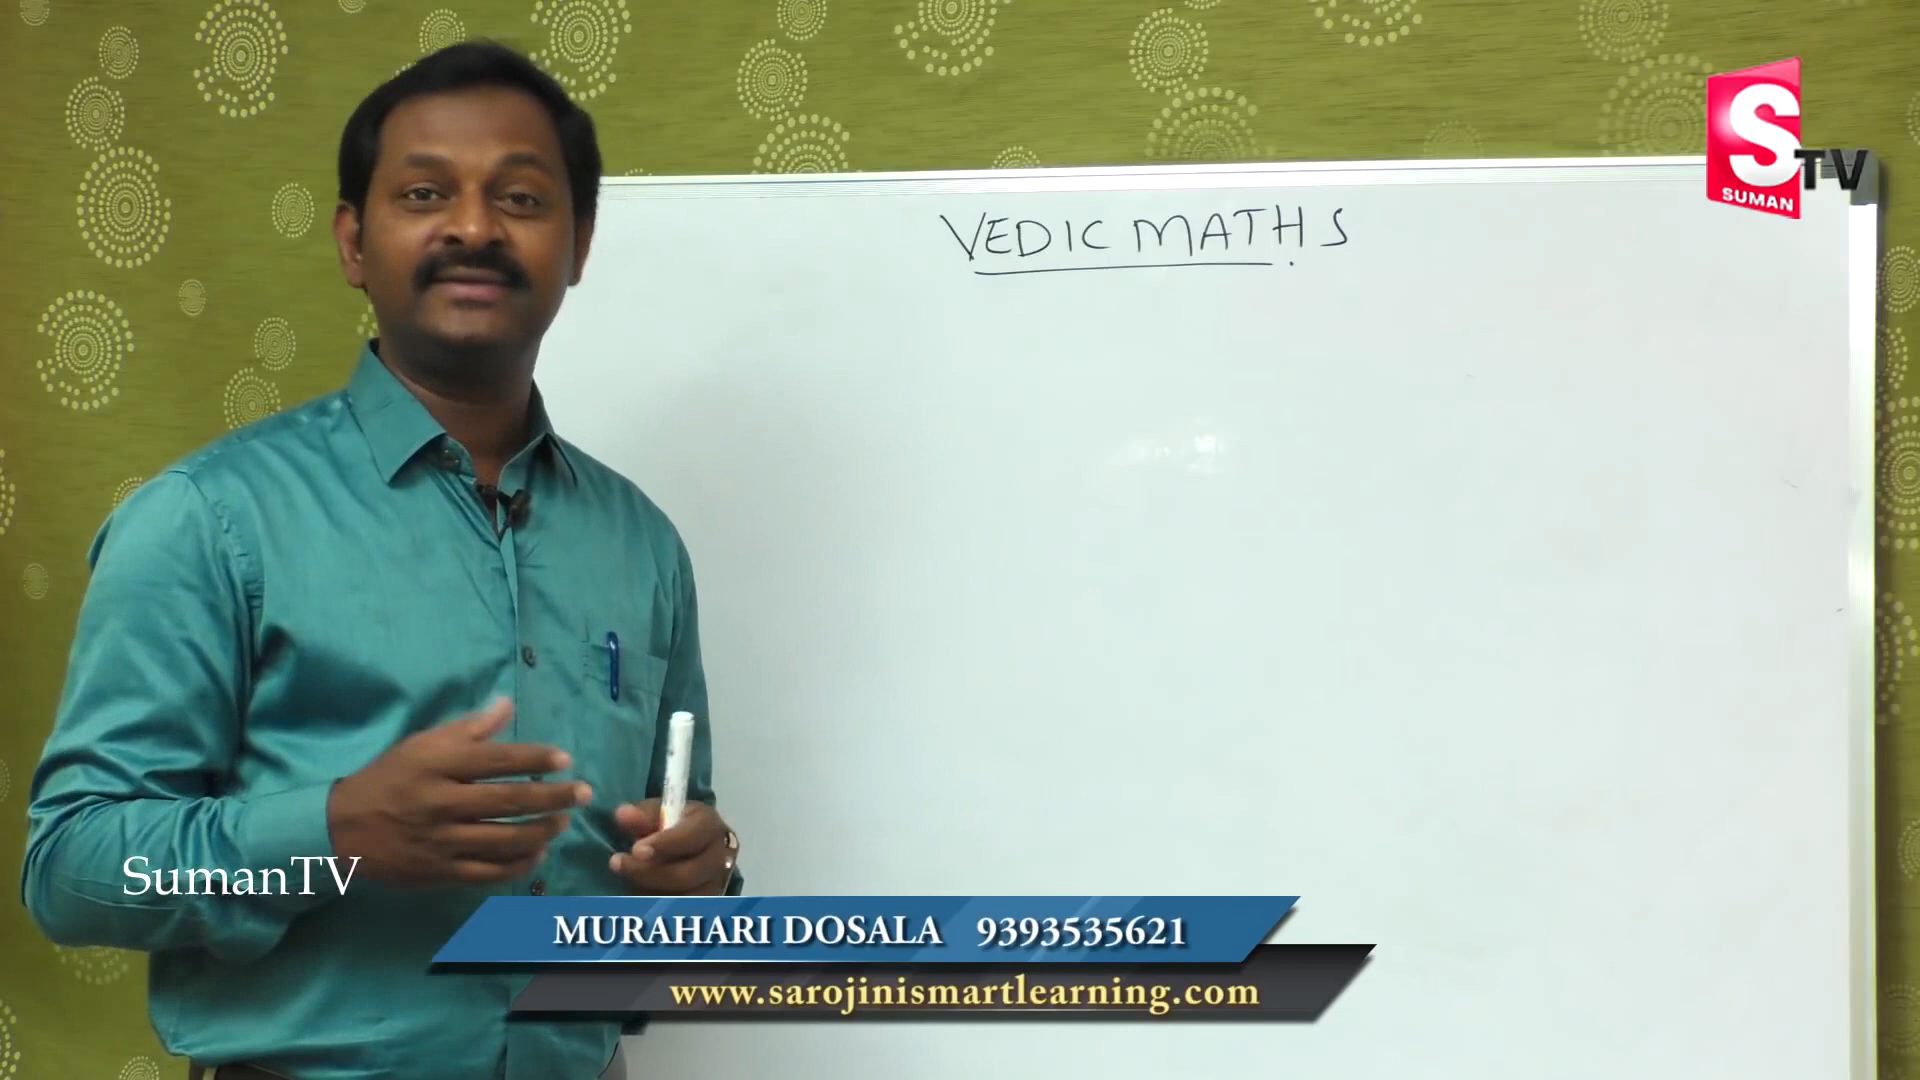 S TV
SUMAN
VEDIC MATHS
SumanTV
MURAHARI DOSALA 9393535621
www.sarojinismartlearning.com